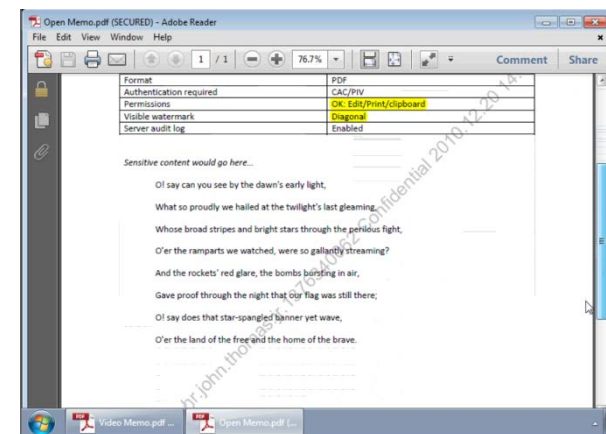 Open Memo.pdf (SECURED) - Adobe Reader
File Edit View Window Help
1 / 1 76.7% Comment Share
Format PDF
Authentication required CAC/PIV
Permissions OK: Edit/Print/clipboard
Visible watermark Diagonal
Server audit log Enabled
Sensitive content would go here...
O! say can you see by the dawn's early light,
What so proudly we hailed at the twilight's last gleaming,
Whose broad stripes and bright stars through the perilous fight,
O'er the ramparts we watched, were so gallantly streaming?
And the rockets' red glare, the bombs bursting in air,
Gave proof through the night that our flag was still there;
O! say does that star-spangled banner yet wave,
O'er the land of the free and the home of the brave.
Confidential 2010.12.20 14.
Video Memo.pdf ... Open Memo.pdf (...